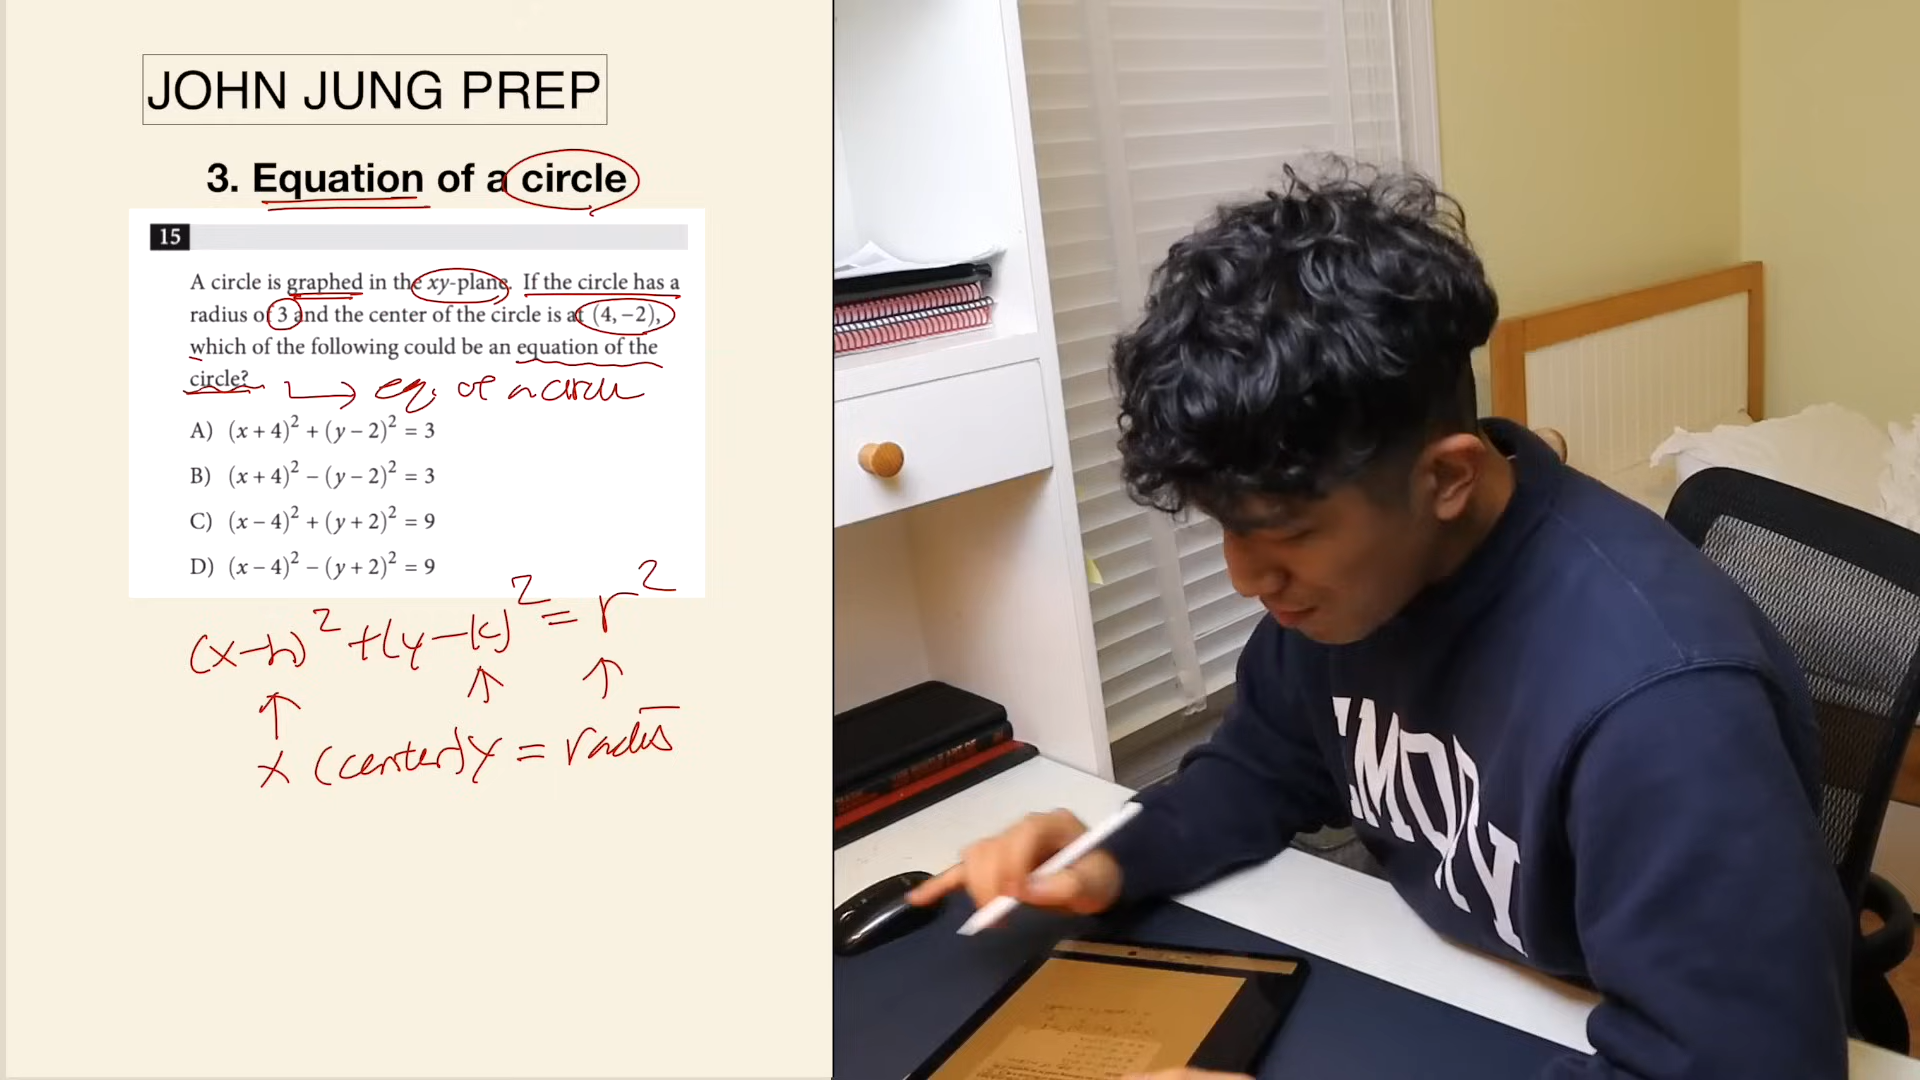 JOHN JUNG PREP
3. Equation of a circle
15
A circle is graphed in the xy-plane. If the circle has a
radius of 3 and the center of the circle is at (4, −2),
which of the following could be an equation of the
circle?
eq. of a circle
A) (x + 4)² + (y − 2)² = 3
B) (x + 4)² − (y − 2)² = 3
C) (x − 4)² + (y + 2)² = 9
D) (x − 4)² − (y + 2)² = 9
(x−h)² + (y−k)² = r²
x (center) y = radius
EMORY